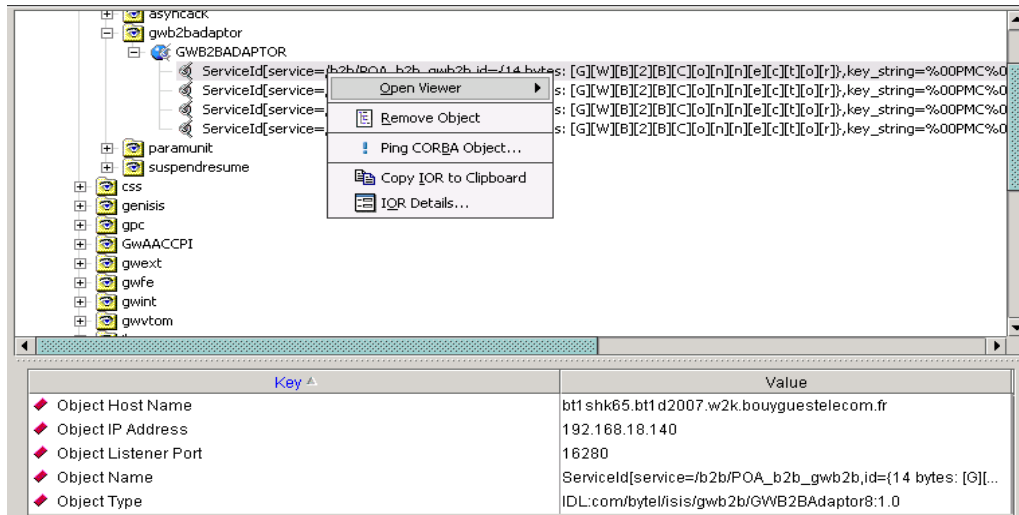 asyncack
gwb2badaptor
GWB2BADAPTOR
ServiceId[service=/b2b/POA_b2b_gwb2b,id={14 bytes: [G][W][B][2][B][C][o][n][n][e][c][t][o][r]},key_string=%00PMC%0
ServiceId[service= s: [G][W][B][2][B][C][o][n][n][e][c][t][o][r]},key_string=%00PMC%0
ServiceId[service= s: [G][W][B][2][B][C][o][n][n][e][c][t][o][r]},key_string=%00PMC%0
ServiceId[service= s: [G][W][B][2][B][C][o][n][n][e][c][t][o][r]},key_string=%00PMC%0
Open Viewer
Remove Object
Ping CORBA Object...
Copy IOR to Clipboard
IOR Details...
paramunit
suspendresume
css
genisis
gpc
GwAACCPI
gwext
gwfe
gwint
gwvtom
Key Value
Object Host Name bt1shk65.bt1d2007.w2k.bouyguestelecom.fr
Object IP Address 192.168.18.140
Object Listener Port 16280
Object Name ServiceId[service=/b2b/POA_b2b_gwb2b,id={14 bytes: [G][...
Object Type IDL:com/bytel/isis/gwb2b/GWB2BAdaptor8:1.0